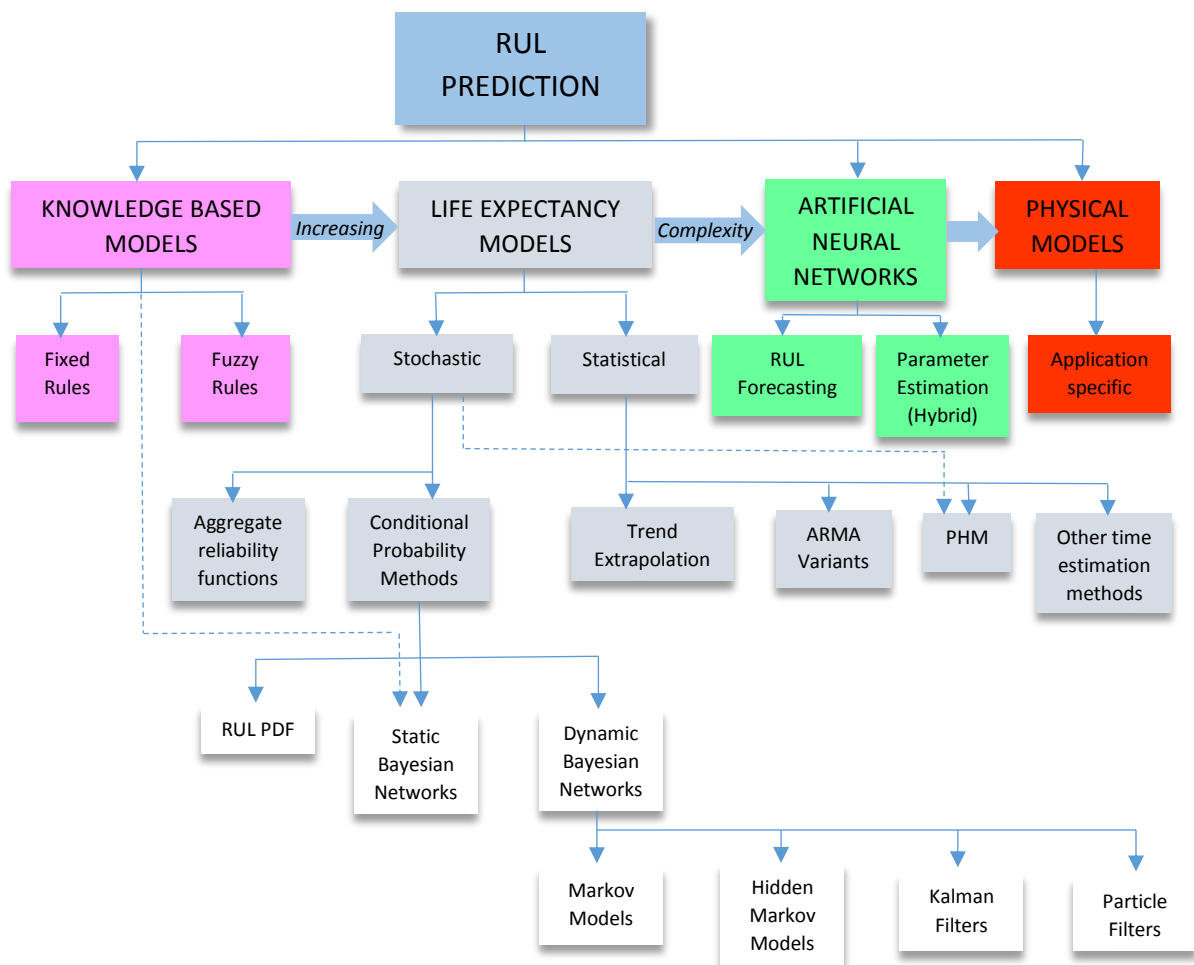 RUL
PREDICTION
KNOWLEDGE BASED
MODELS
Increasing
LIFE EXPECTANCY
MODELS
Complexity
ARTIFICIAL
NEURAL
NETWORKS
PHYSICAL
MODELS
Fixed
Rules
Fuzzy
Rules
Stochastic
Statistical
RUL
Forecasting
Parameter
Estimation
(Hybrid)
Application
specific
Aggregate
reliability
functions
Conditional
Probability
Methods
Trend
Extrapolation
ARMA
Variants
PHM
Other time
estimation
methods
RUL PDF
Static
Bayesian
Networks
Dynamic
Bayesian
Networks
Markov
Models
Hidden
Markov
Models
Kalman
Filters
Particle
Filters